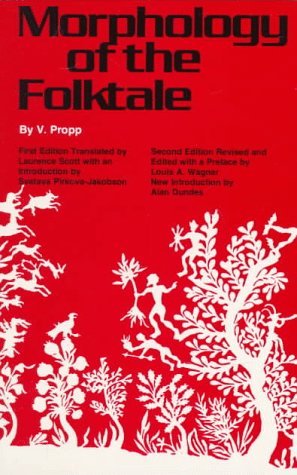 Morphology
of the
Folktale
By V. Propp
First Edition Translated by
Laurence Scott with an
Introduction by
Svatava Pirkova-Jakobson
Second Edition Revised and
Edited with a Preface by
Louis A. Wagner
New Introduction by
Alan Dundes